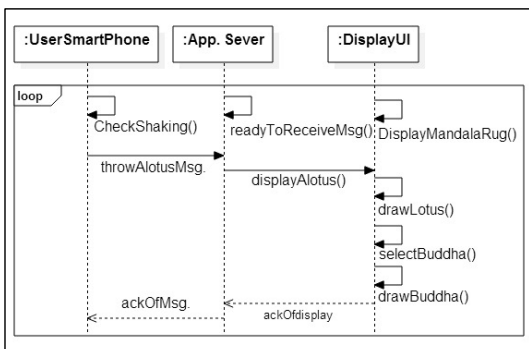 :UserSmartPhone
:App. Sever
:DisplayUI
loop
CheckShaking()
readyToReceiveMsg()
DisplayMandalaRug()
throwAlotusMsg.
displayAlotus()
drawLotus()
selectBuddha()
drawBuddha()
ackOfMsg.
ackOfdisplay